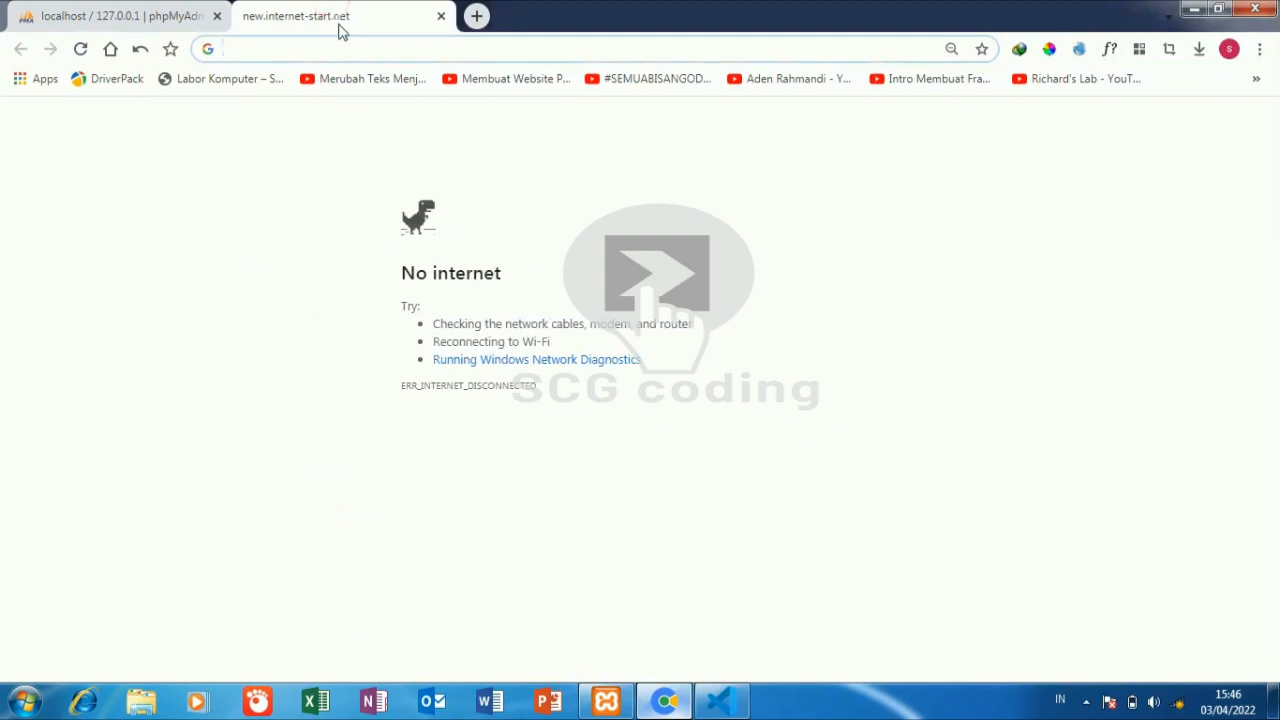 localhost / 127.0.0.1 | phpMyAdm
new.internet-start.net
Apps
DriverPack
Labor Komputer – S...
Merubah Teks Menj...
Membuat Website P...
#SEMUABISANGOD...
Aden Rahmandi - Y...
Intro Membuat Fra...
Richard's Lab - YouT...
No internet
Try:
Checking the network cables, modem, and router
Reconnecting to Wi-Fi
Running Windows Network Diagnostics
ERR_INTERNET_DISCONNECTED
SCG coding
IN
15:46
03/04/2022